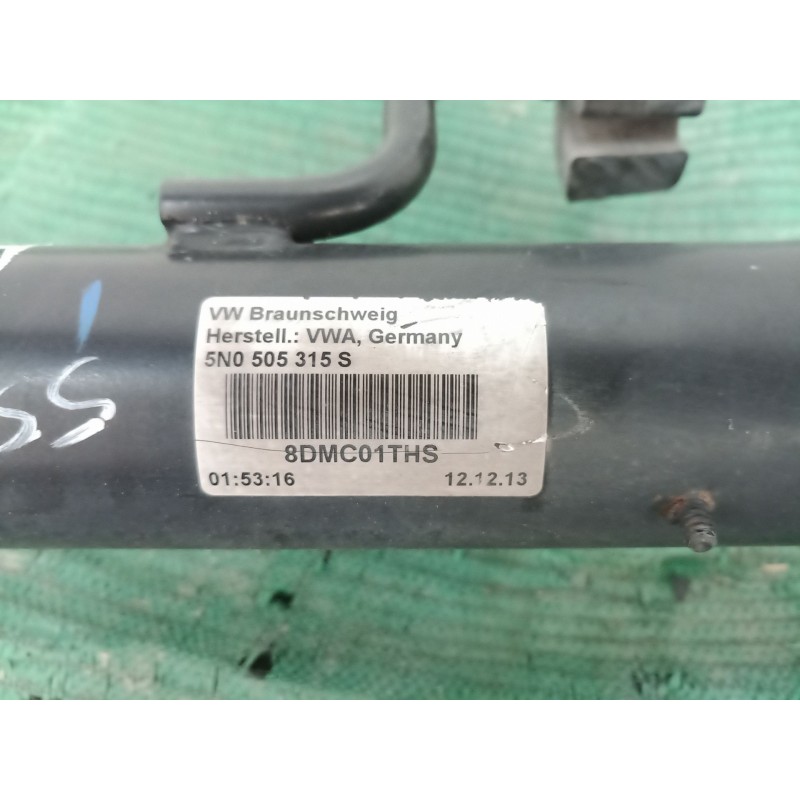 VW Braunschweig
Herstell.: VWA, Germany
5N0 505 315 S
8DMC01THS
01:53:16 12.12.13